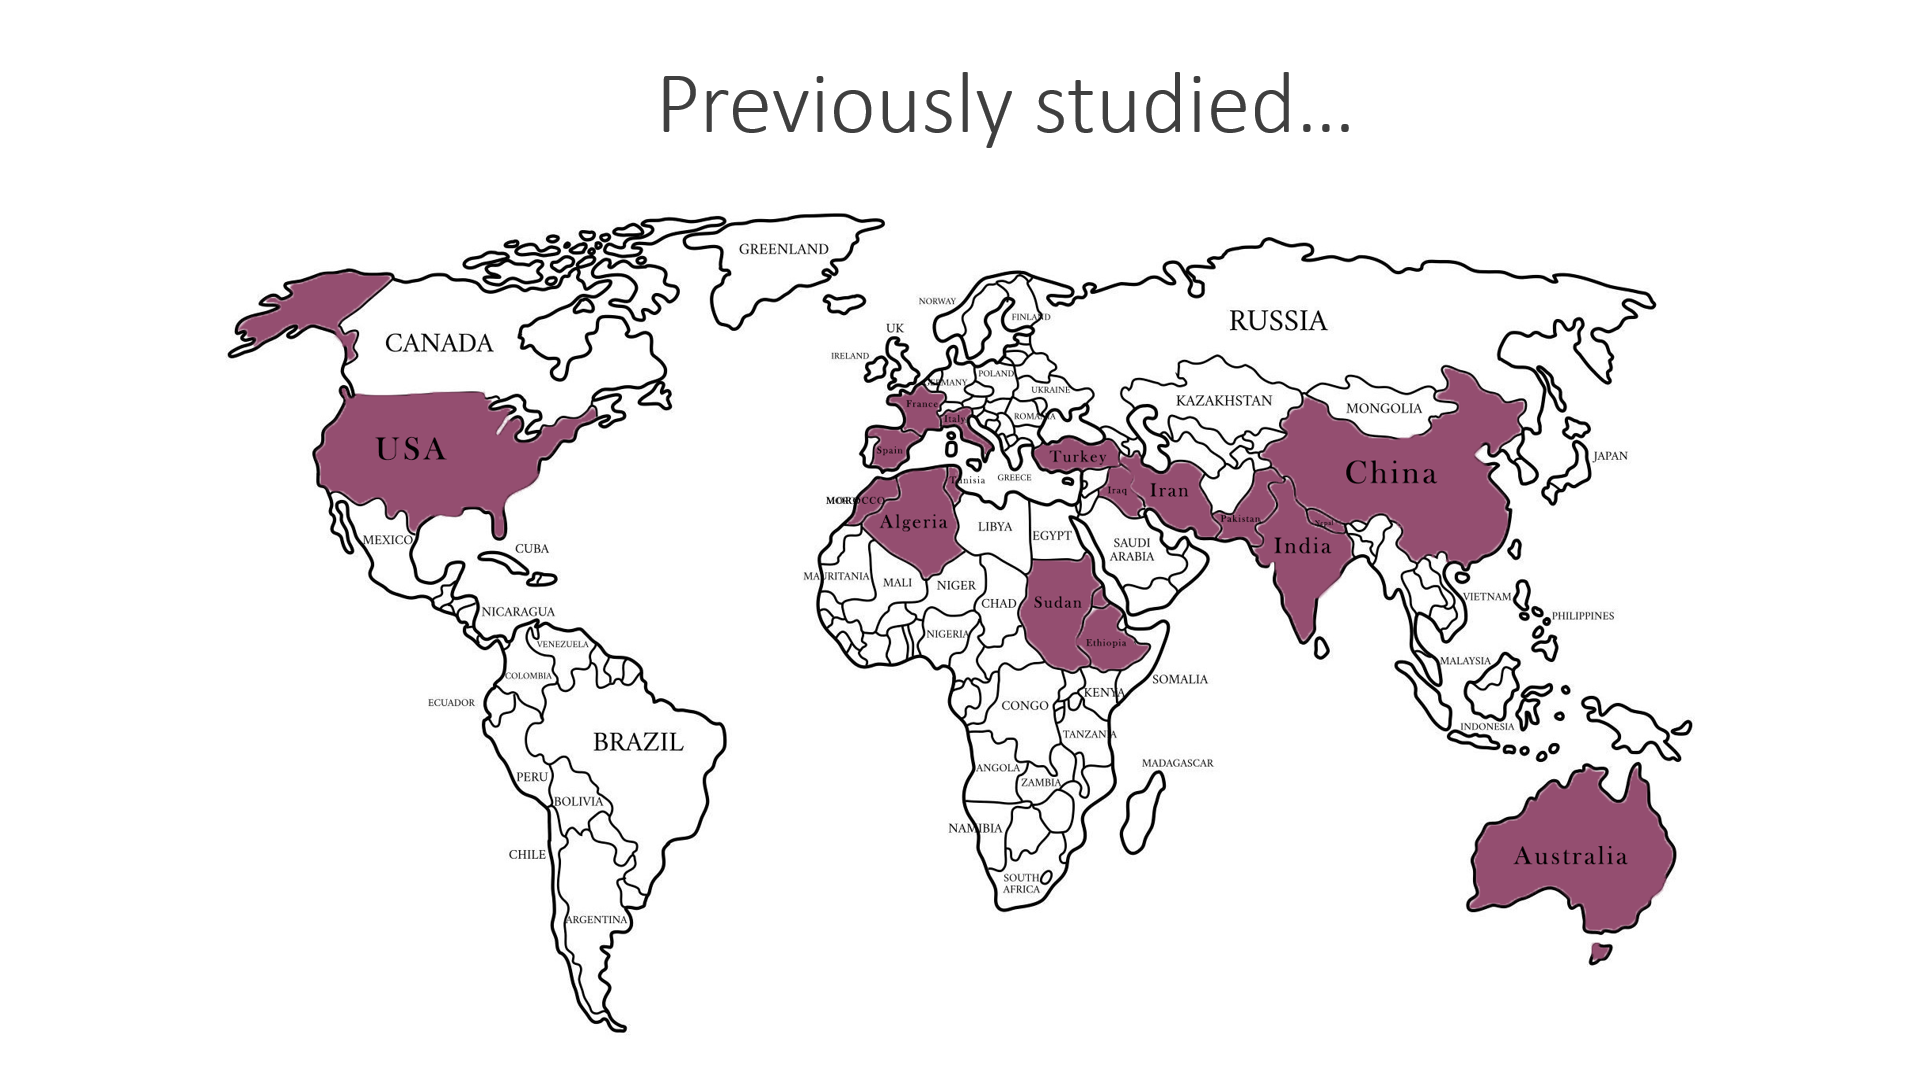 Previously studied...
GREENLAND
CANADA
USA
MEXICO
CUBA
NICARAGUA
VENEZUELA
COLOMBIA
ECUADOR
BRAZIL
PERU
BOLIVIA
CHILE
ARGENTINA
NORWAY
FINLAND
UK
IRELAND
GERMANY
POLAND
UKRAINE
France
Italy
ROMANIA
Spain
GREECE
Turkey
RUSSIA
KAZAKHSTAN
MONGOLIA
China
JAPAN
Tunisia
MOROCCO
Algeria
LIBYA
EGYPT
Iraq
Iran
SAUDI
ARABIA
Pakistan
Nepal
India
MAURITANIA
MALI
NIGER
CHAD
Sudan
NIGERIA
Ethiopia
SOMALIA
KENYA
CONGO
TANZANIA
ANGOLA
ZAMBIA
MADAGASCAR
NAMIBIA
SOUTH
AFRICA
VIETNAM
PHILIPPINES
MALAYSIA
INDONESIA
Australia